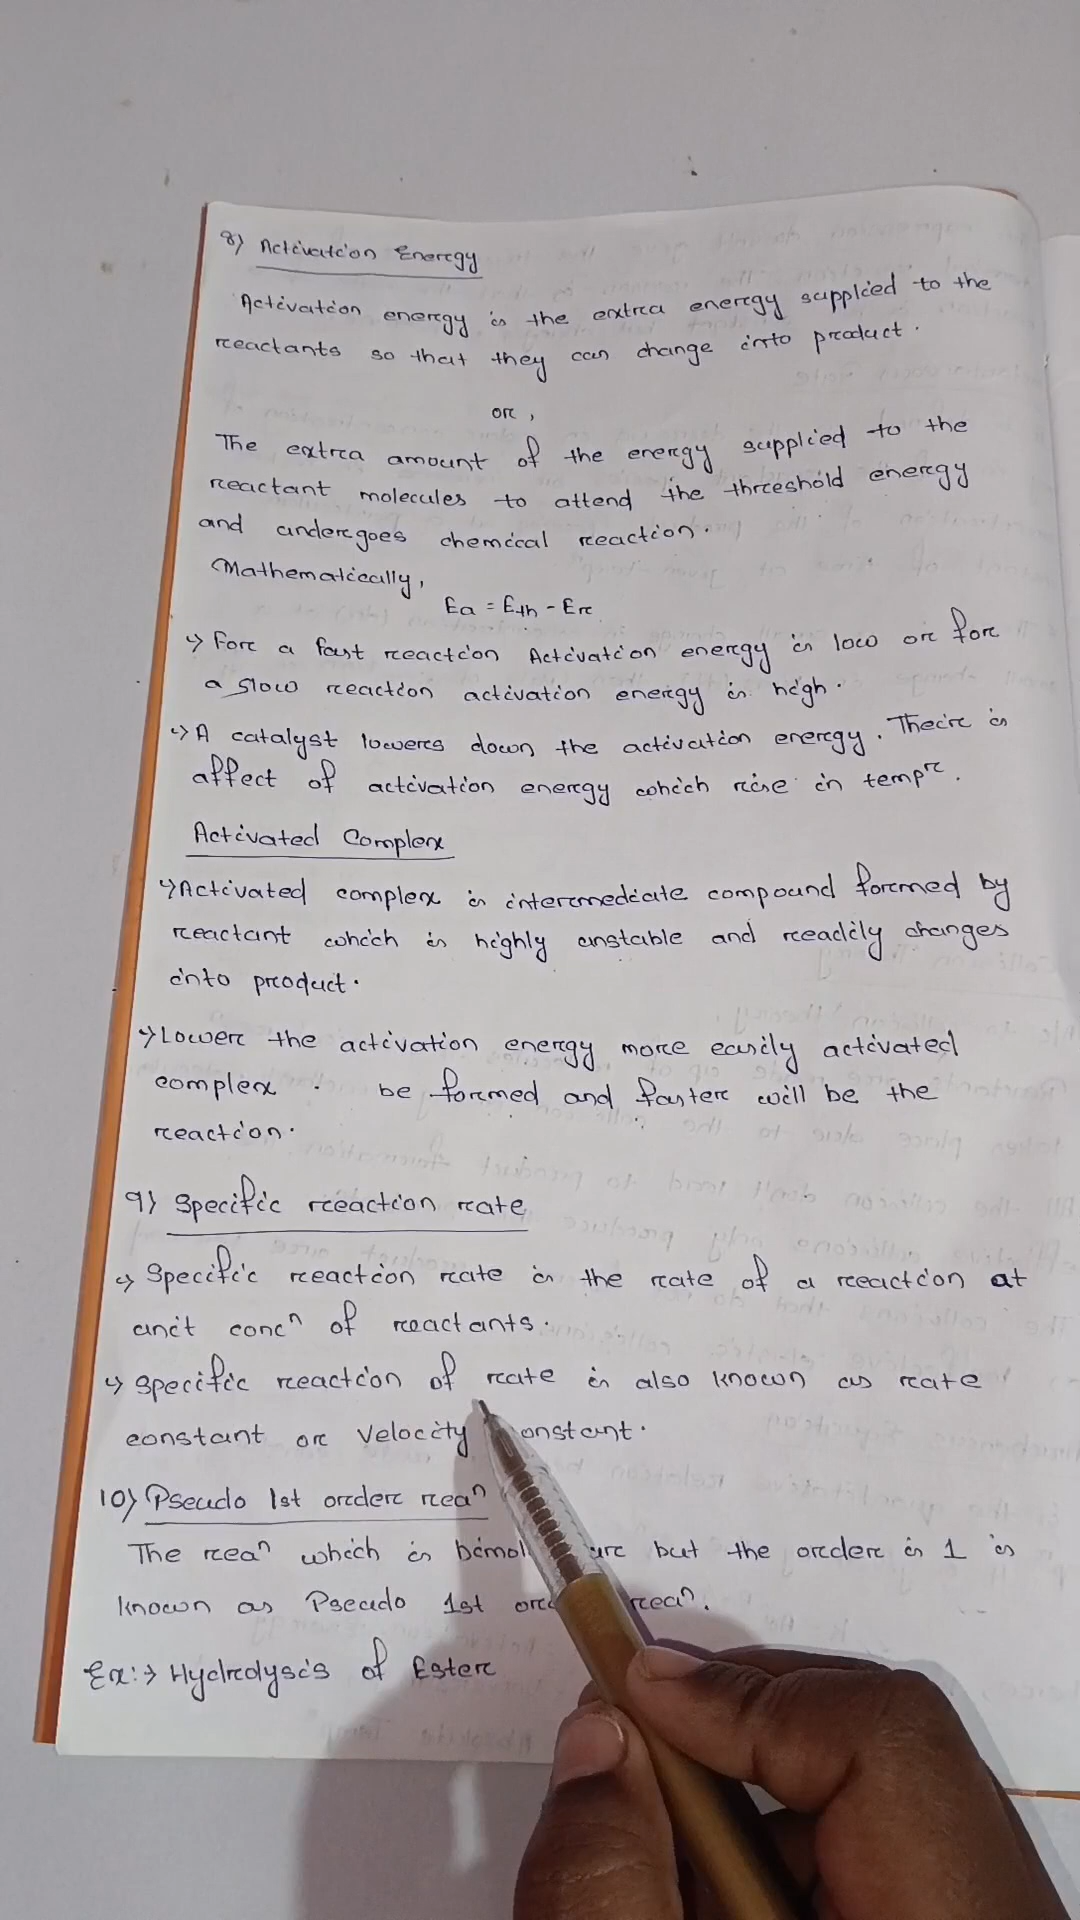 8) Activation Energy
Activation energy is the extra energy supplied to the
reactants so that they can change into product.
or,
The extra amount of the energy supplied to the
reactant molecules to attend the threshold energy
and undergoes chemical reaction.
Mathematically,
Ea = Eth - Er
↳ For a fast reaction Activation energy is low or for
a slow reaction activation energy is high.
↳ A catalyst lowers down the activation energy. Their is
affect of activation energy which rise in tempr.
Activated Complex
↳ Activated complex is intermediate compound formed by
reactant which is highly unstable and readily changes
into product.
↳ Lower the activation energy more easily activated
complex be formed and faster will be the
reaction.
9) Specific reaction rate
↳ Specific reaction rate is the rate of a reaction at
unit concn of reactants.
↳ Specific reaction of rate is also known as rate
constant or velocity onstant.
10) Pseudo 1st order rean
The rean which is bimol ar but the order is 1 is
known as Pseudo 1st ord rean.
Ex:→ Hydrolysis of Ester